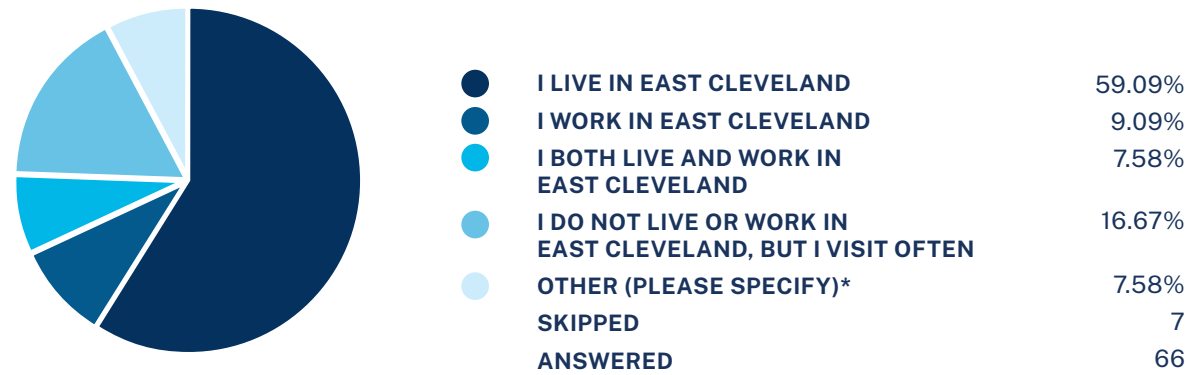 I LIVE IN EAST CLEVELAND 59.09%
I WORK IN EAST CLEVELAND 9.09%
I BOTH LIVE AND WORK IN 7.58%
EAST CLEVELAND
I DO NOT LIVE OR WORK IN 16.67%
EAST CLEVELAND, BUT I VISIT OFTEN
OTHER (PLEASE SPECIFY)* 7.58%
SKIPPED 7
ANSWERED 66